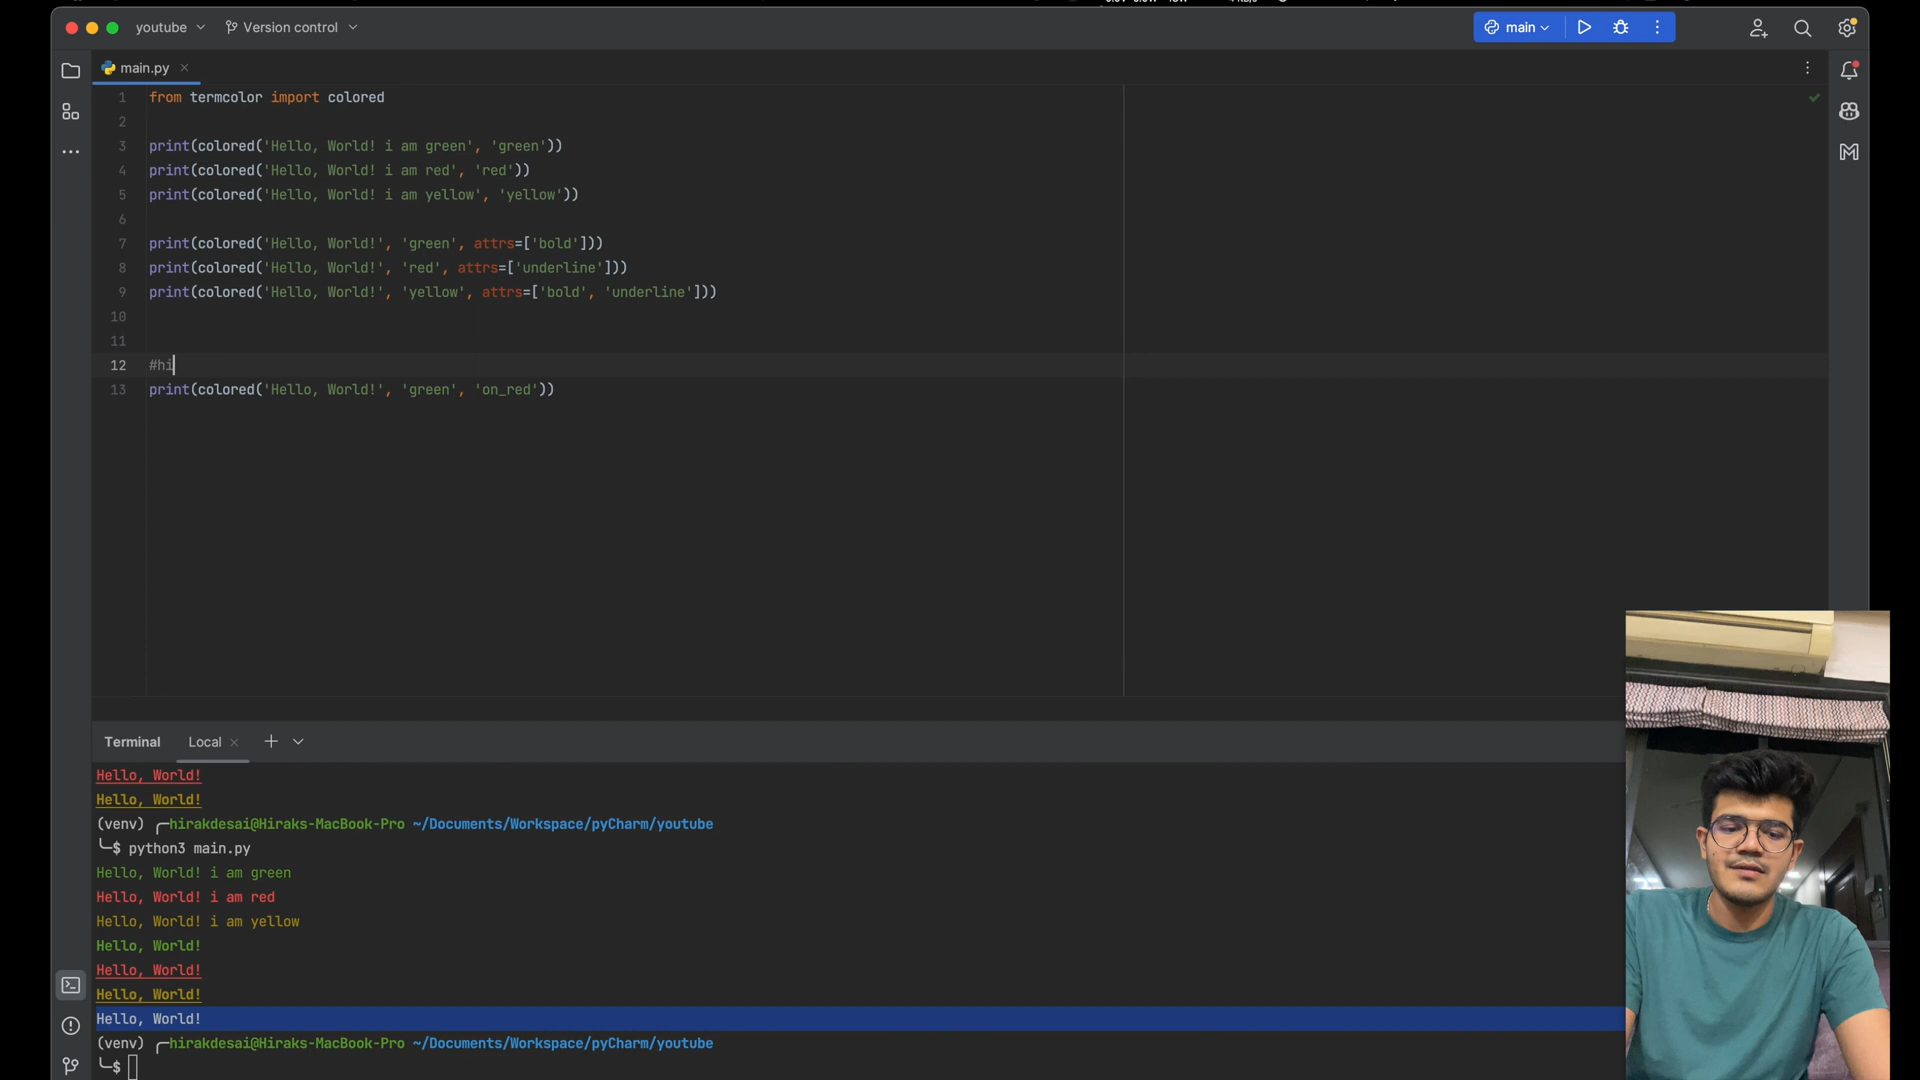 youtube
Version control
main
main.py
1 from termcolor import colored
2
3 print(colored('Hello, World! i am green', 'green'))
4 print(colored('Hello, World! i am red', 'red'))
5 print(colored('Hello, World! i am yellow', 'yellow'))
6
7 print(colored('Hello, World!', 'green', attrs=['bold']))
8 print(colored('Hello, World!', 'red', attrs=['underline']))
9 print(colored('Hello, World!', 'yellow', attrs=['bold', 'underline']))
10
11
12 #hi
13 print(colored('Hello, World!', 'green', 'on_red'))
Terminal
Local
Hello, World!
Hello, World!
(venv) ╭─hirakdesai@Hiraks-MacBook-Pro ~/Documents/Workspace/pyCharm/youtube
╰─$ python3 main.py
Hello, World! i am green
Hello, World! i am red
Hello, World! i am yellow
Hello, World!
Hello, World!
Hello, World!
Hello, World!
(venv) ╭─hirakdesai@Hiraks-MacBook-Pro ~/Documents/Workspace/pyCharm/youtube
╰─$